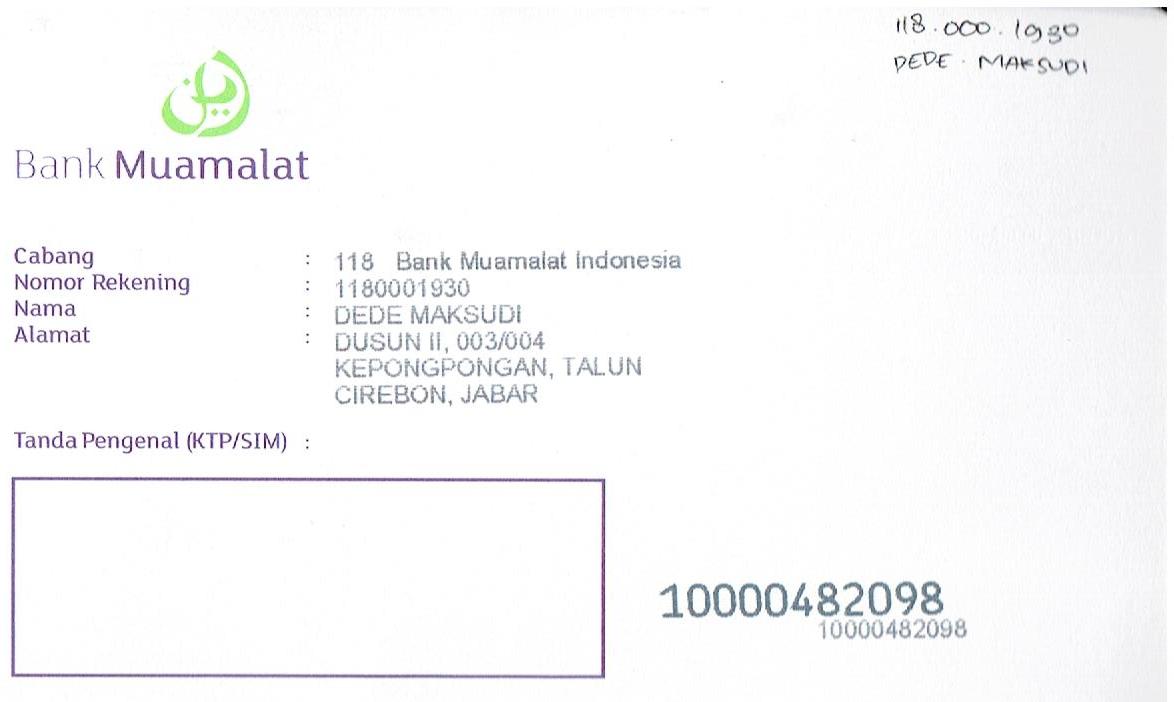 118.000.1930
DEDE MAKSUDI
Bank Muamalat
Cabang : 118 Bank Muamalat Indonesia
Nomor Rekening : 1180001930
Nama : DEDE MAKSUDI
Alamat : DUSUN II, 003/004
KEPONGPONGAN, TALUN
CIREBON, JABAR
Tanda Pengenal (KTP/SIM) :
10000482098
10000482098